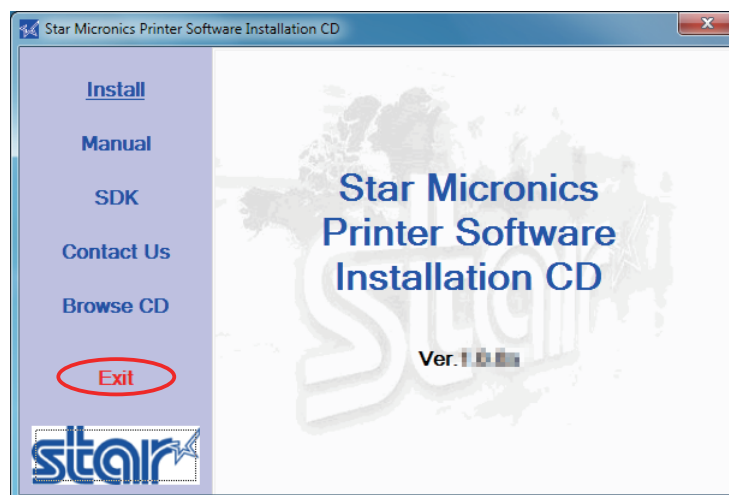 Star Micronics Printer Software Installation CD
Install
Manual
SDK
Contact Us
Browse CD
Exit
star
Star Micronics
Printer Software
Installation CD
Ver.